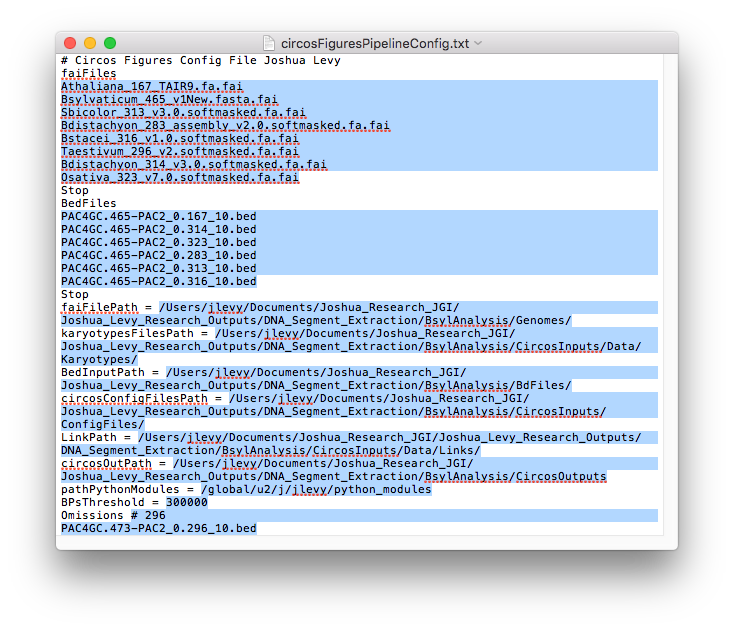 circosFiguresPipelineConfig.txt
# Circos Figures Config File Joshua Levy
faiFiles
Athaliana_167_TAIR9.fa.fai
Bsylvaticum_465_v1New.fasta.fai
Sbicolor_313_v3.0.softmasked.fa.fai
Bdistachyon_283_assembly_v2.0.softmasked.fa.fai
Bstacei_316_v1.0.softmasked.fa.fai
Taestivum_296_v2.softmasked.fa.fai
Bdistachyon_314_v3.0.softmasked.fa.fai
Osativa_323_v7.0.softmasked.fa.fai
Stop
BedFiles
PAC4GC.465-PAC2_0.167_10.bed
PAC4GC.465-PAC2_0.314_10.bed
PAC4GC.465-PAC2_0.323_10.bed
PAC4GC.465-PAC2_0.283_10.bed
PAC4GC.465-PAC2_0.313_10.bed
PAC4GC.465-PAC2_0.316_10.bed
Stop
faiFilePath = /Users/jlevy/Documents/Joshua_Research_JGI/
Joshua_Levy_Research_Outputs/DNA_Segment_Extraction/BsylAnalysis/Genomes/
karyotypesFilesPath = /Users/jlevy/Documents/Joshua_Research_JGI/
Joshua_Levy_Research_Outputs/DNA_Segment_Extraction/BsylAnalysis/CircosInputs/Data/
Karyotypes/
BedInputPath = /Users/jlevy/Documents/Joshua_Research_JGI/
Joshua_Levy_Research_Outputs/DNA_Segment_Extraction/BsylAnalysis/BdFiles/
circosConfigFilesPath = /Users/jlevy/Documents/Joshua_Research_JGI/
Joshua_Levy_Research_Outputs/DNA_Segment_Extraction/BsylAnalysis/CircosInputs/
ConfigFiles/
LinkPath = /Users/jlevy/Documents/Joshua_Research_JGI/Joshua_Levy_Research_Outputs/
DNA_Segment_Extraction/BsylAnalysis/CircosInputs/Data/Links/
circosOutPath = /Users/jlevy/Documents/Joshua_Research_JGI/
Joshua_Levy_Research_Outputs/DNA_Segment_Extraction/BsylAnalysis/CircosOutputs
pathPythonModules = /global/u2/j/jlevy/python_modules
BPsThreshold = 300000
Omissions # 296
PAC4GC.473-PAC2_0.296_10.bed